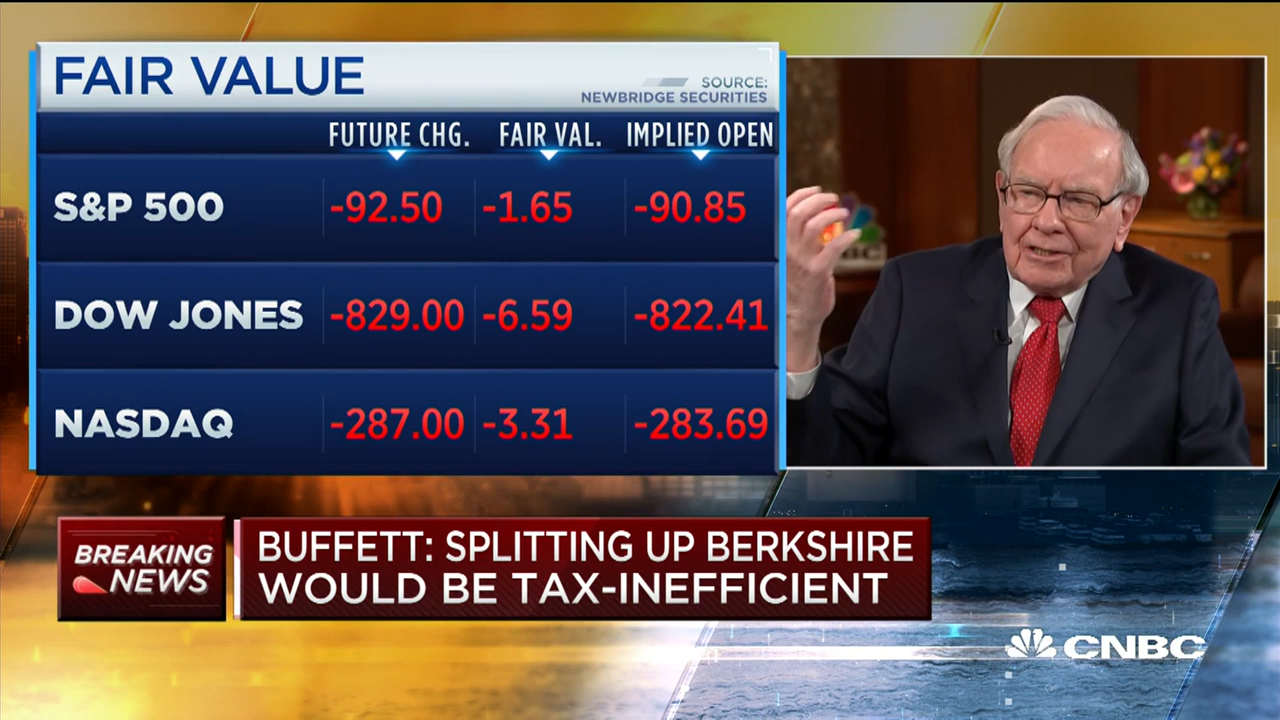 FAIR VALUE
SOURCE:
NEWBRIDGE SECURITIES
FUTURE CHG. FAIR VAL. IMPLIED OPEN
S&P 500 -92.50 -1.65 -90.85
DOW JONES -829.00 -6.59 -822.41
NASDAQ -287.00 -3.31 -283.69
BREAKING
NEWS
BUFFETT: SPLITTING UP BERKSHIRE
WOULD BE TAX-INEFFICIENT
CNBC